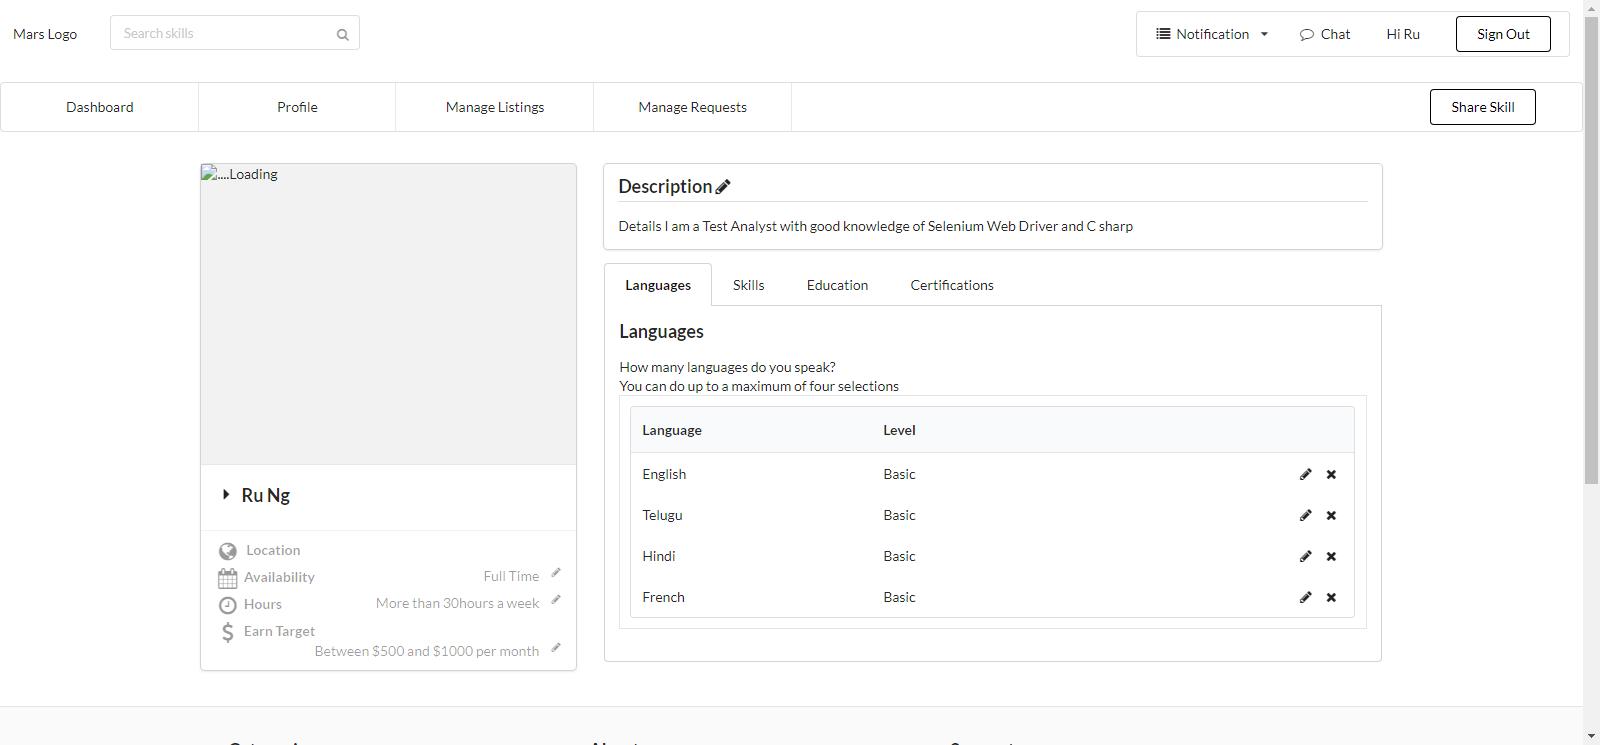 Mars Logo
Search skills
Notification
Chat
Hi Ru
Sign Out
Dashboard
Profile
Manage Listings
Manage Requests
Share Skill
....Loading
Ru Ng
Location
Availability
Full Time
Hours
More than 30hours a week
Earn Target
Between $500 and $1000 per month
Description
Details I am a Test Analyst with good knowledge of Selenium Web Driver and C sharp
Languages
Skills
Education
Certifications
Languages
How many languages do you speak?
You can do up to a maximum of four selections
Language Level
English Basic
Telugu Basic
Hindi Basic
French Basic